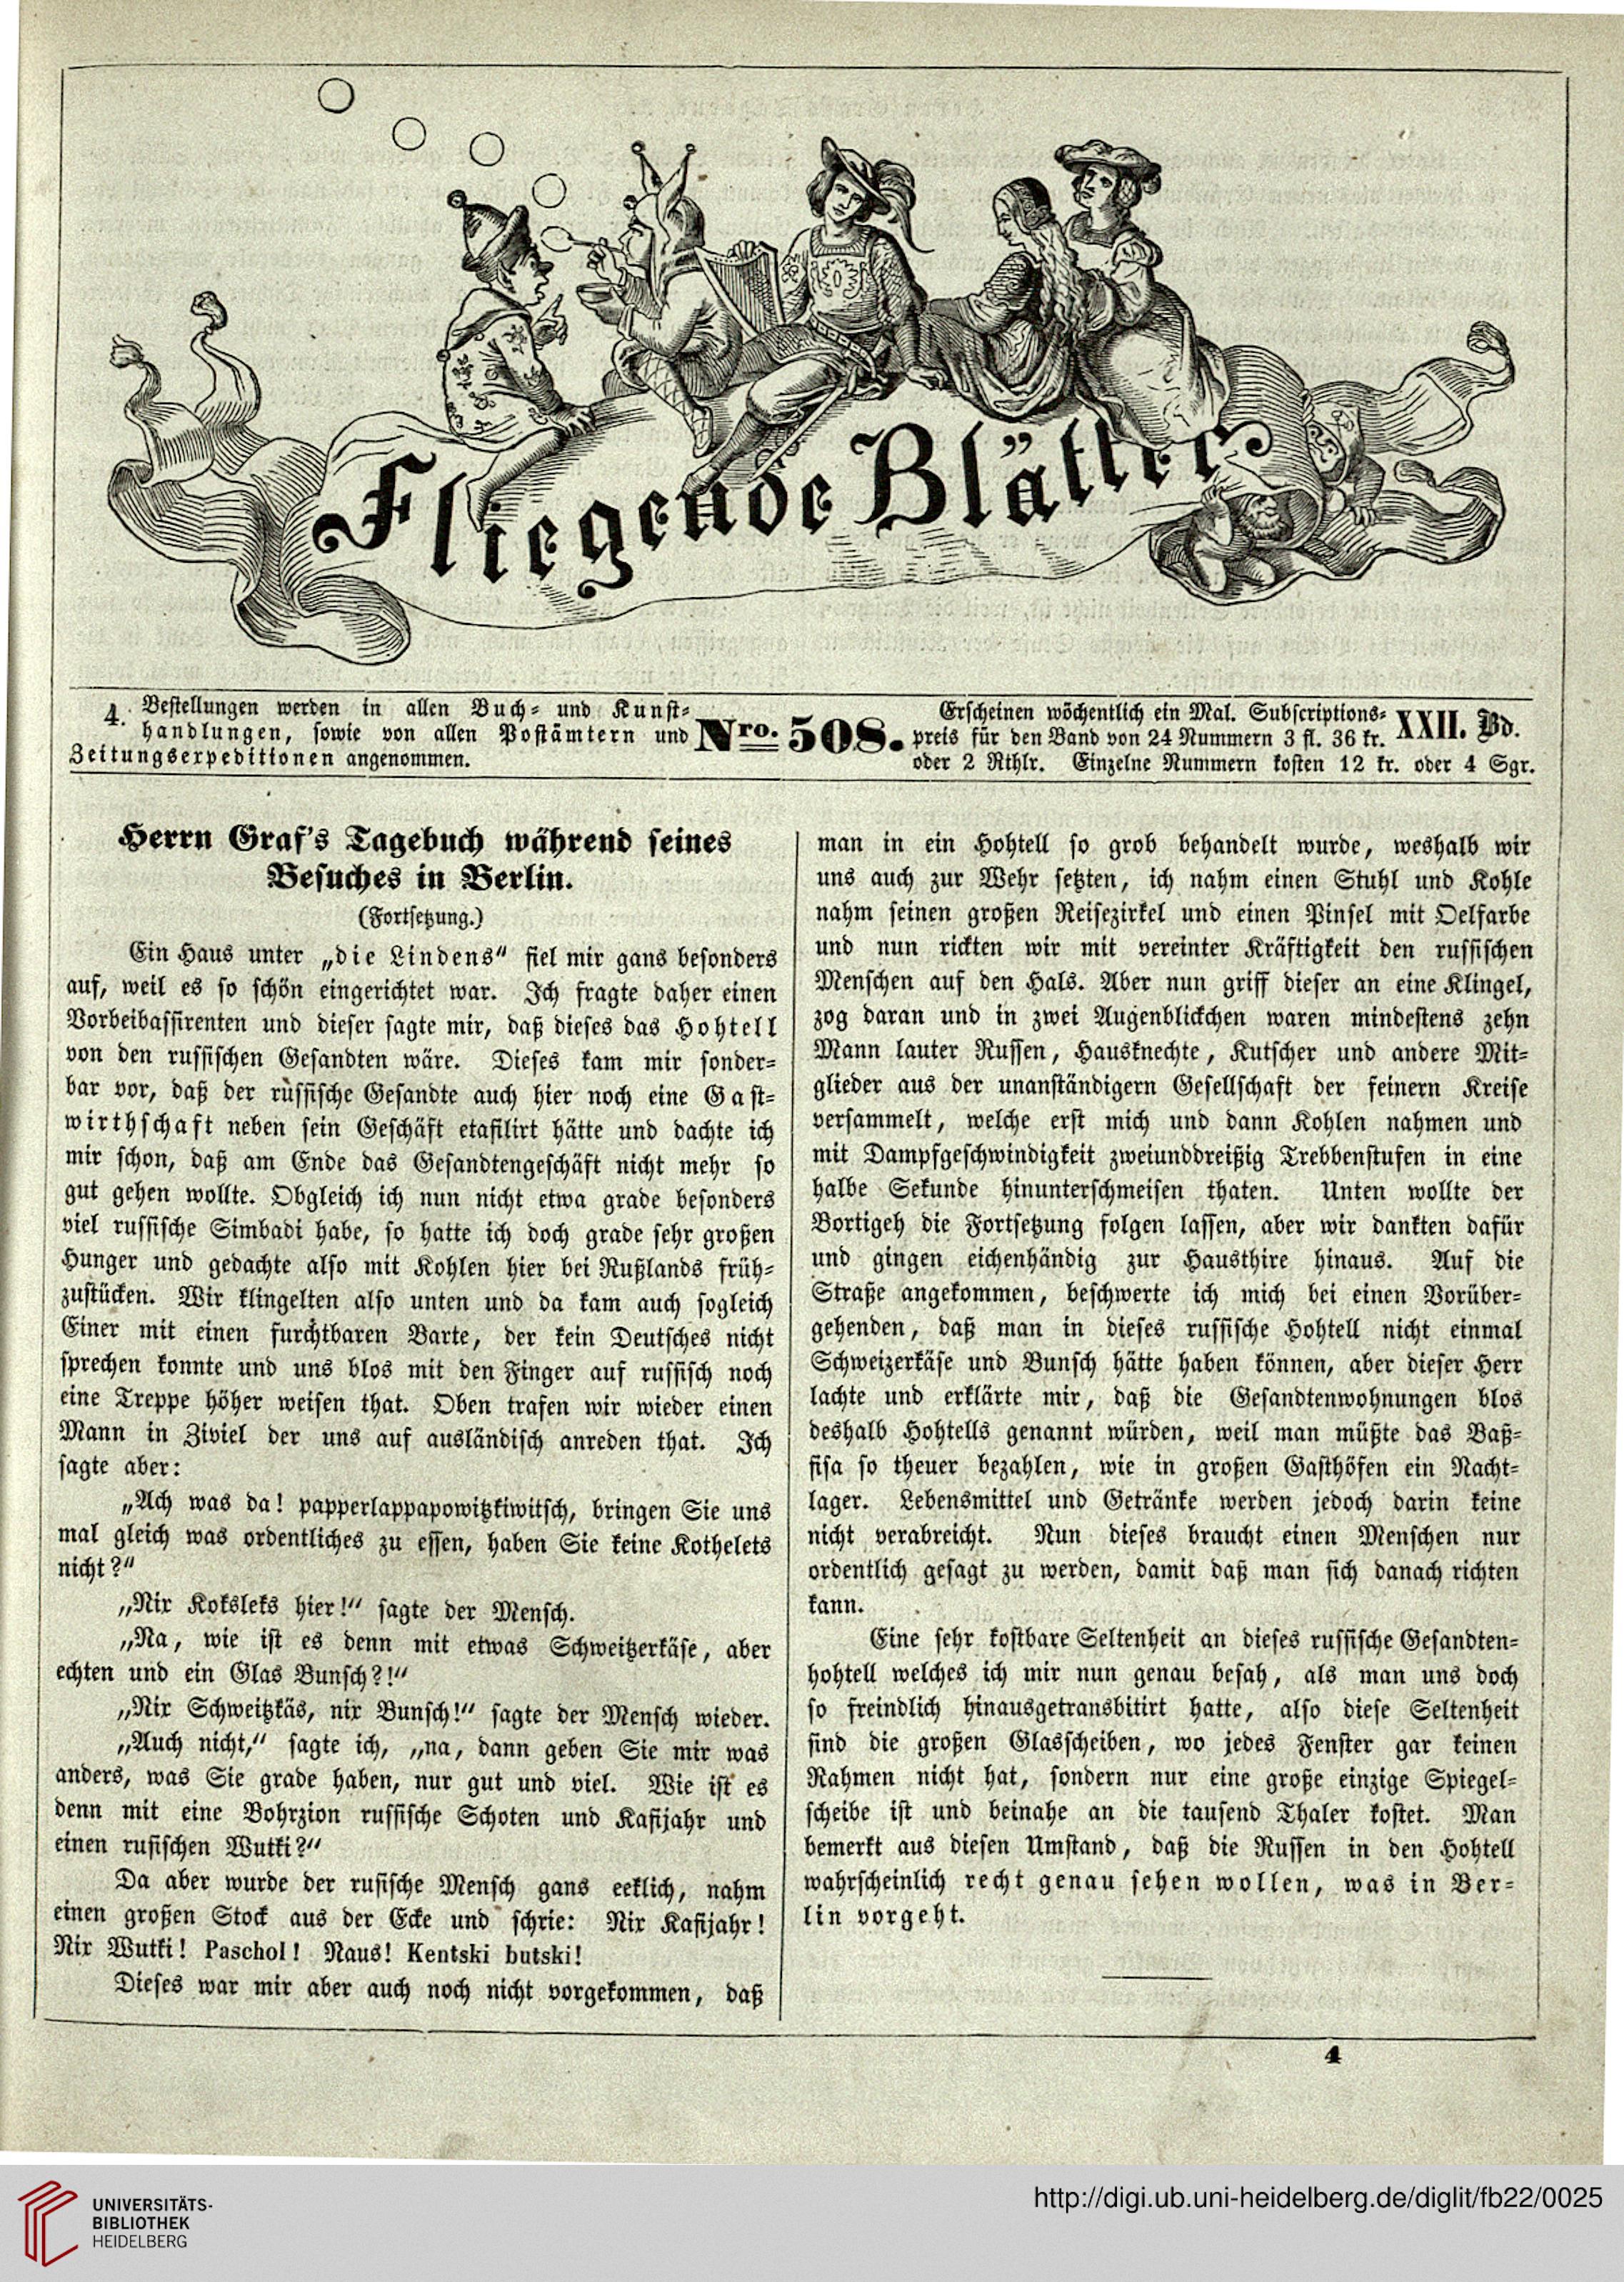 Fliegende Blätter
4. Bestellungen werden in allen Buch- und Kunst-
handlungen, sowie von allen Postämtern und
Zeitungsexpeditionen angenommen.
Nro. 508.
Erscheinen wöchentlich ein Mal. Subscriptions-
preis für den Band von 24 Nummern 3 fl. 36 kr.
oder 2 Rthlr. Einzelne Nummern kosten 12 kr. oder 4 Sgr.
XXII. Bd.
Herrn Graf's Tagebuch während seines
Besuches in Berlin.
(Fortsetzung.)
Ein Haus unter „die Lindens“ fiel mir gans besonders
auf, weil es so schön eingerichtet war. Ich fragte daher einen
Vorbeibassirenten und dieser sagte mir, daß dieses das Hohtell
von den russischen Gesandten wäre. Dieses kam mir sonder-
bar vor, daß der russische Gesandte auch hier noch eine Gast-
wirthschaft neben sein Geschäft etasilirt hätte und dachte ich
mir schon, daß am Ende das Gesandtengeschäft nicht mehr so
gut gehen wollte. Obgleich ich nun nicht etwa grade besonders
viel russische Simbadi habe, so hatte ich doch grade sehr großen
Hunger und gedachte also mit Kohlen hier bei Rußlands früh-
zustücken. Wir klingelten also unten und da kam auch sogleich
Einer mit einen furchtbaren Barte, der kein Deutsches nicht
sprechen konnte und uns blos mit den Finger auf russisch noch
eine Treppe höher weisen that. Oben trafen wir wieder einen
Mann in Ziviel der uns auf ausländisch anreden that. Ich
sagte aber:
„Ach was da! papperlappapowitzkiwitsch, bringen Sie uns
mal gleich was ordentliches zu essen, haben Sie keine Kothelets
nicht?“
„Nix Koksleks hier!“ sagte der Mensch.
„Na, wie ist es denn mit etwas Schweitzerkäse, aber
echten und ein Glas Bunsch?!“
„Nix Schweitzkäs, nix Bunsch!“ sagte der Mensch wieder.
„Auch nicht,“ sagte ich, „na, dann geben Sie mir was
anders, was Sie grade haben, nur gut und viel. Wie ist es
denn mit eine Bohrzion russische Schoten und Kafijahr und
einen rusischen Wutki?“
Da aber wurde der rusische Mensch gans eeklich, nahm
einen großen Stock aus der Ecke und schrie: Nix Kafijahr!
Nix Wutki! Paschol! Naus! Kentski butski!
Dieses war mir aber auch noch nicht vorgekommen, daß
man in ein Hohtell so grob behandelt wurde, weshalb wir
uns auch zur Wehr setzten, ich nahm einen Stuhl und Kohle
nahm seinen großen Reisezirkel und einen Pinsel mit Oelfarbe
und nun rickten wir mit vereinter Kräftigkeit den russischen
Menschen auf den Hals. Aber nun griff dieser an eine Klingel,
zog daran und in zwei Augenblickchen waren mindestens zehn
Mann lauter Russen, Hausknechte, Kutscher und andere Mit-
glieder aus der unanständigern Gesellschaft der feinern Kreise
versammelt, welche erst mich und dann Kohlen nahmen und
mit Dampfgeschwindigkeit zweiunddreißig Trebbenstufen in eine
halbe Sekunde hinunterschmeisen thaten. Unten wollte der
Bortigeh die Fortsetzung folgen lassen, aber wir dankten dafür
und gingen eichenhändig zur Hausthire hinaus. Auf die
Straße angekommen, beschwerte ich mich bei einen Vorüber-
gehenden, daß man in dieses russische Hohtell nicht einmal
Schweizerkäse und Bunsch hätte haben können, aber dieser Herr
lachte und erklärte mir, daß die Gesandtenwohnungen blos
deshalb Hohtells genannt würden, weil man müßte das Baß-
sisa so theuer bezahlen, wie in großen Gasthöfen ein Nacht-
lager. Lebensmittel und Getränke werden jedoch darin keine
nicht verabreicht. Nun dieses braucht einen Menschen nur
ordentlich gesagt zu werden, damit daß man sich danach richten
kann.
Eine sehr kostbare Seltenheit an dieses russische Gesandten-
hohtell welches ich mir nun genau besah, als man uns doch
so freindlich hinausgetransbitirt hatte, also diese Seltenheit
sind die großen Glasscheiben, wo jedes Fenster gar keinen
Rahmen nicht hat, sondern nur eine große einzige Spiegel-
scheibe ist und beinahe an die tausend Thaler kostet. Man
bemerkt aus diesen Umstand, daß die Russen in den Hohtell
wahrscheinlich recht genau sehen wollen, was in Ber-
lin vorgeht.
4
UNIVERSITÄTS-
BIBLIOTHEK
HEIDELBERG
http://digi.ub.uni-heidelberg.de/diglit/fb22/0025